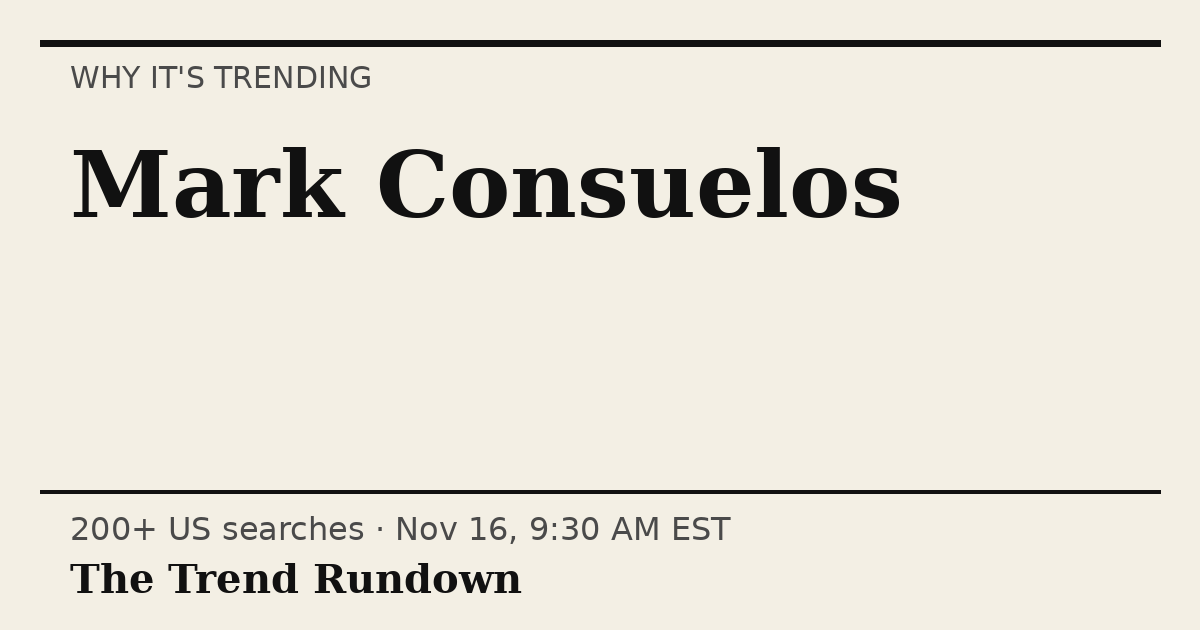 WHY IT'S TRENDING
Mark Consuelos
200+ US searches · Nov 16, 9:30 AM EST
The Trend Rundown